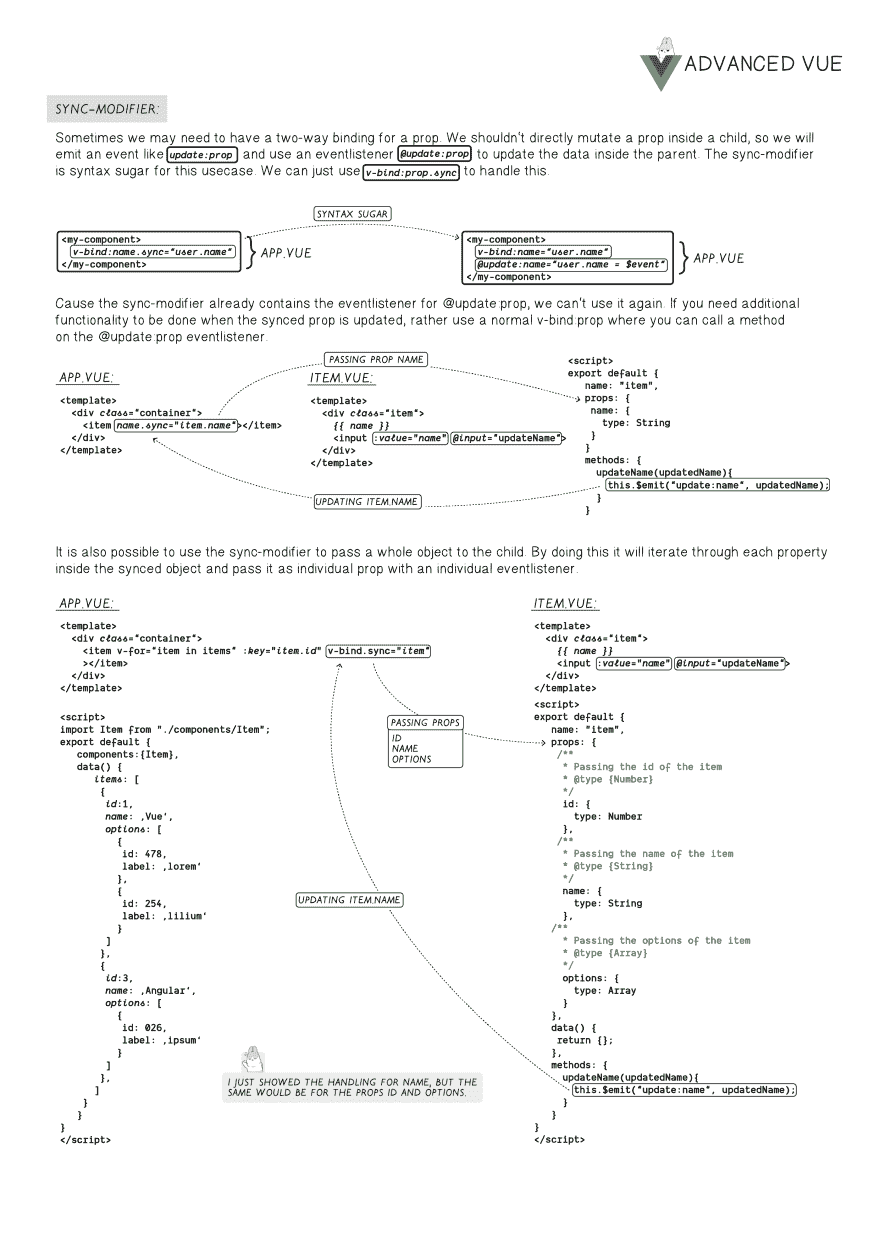 ADVANCED VUE
SYNC-MODIFIER:
Sometimes we may need to have a two-way binding for a prop. We shouldn't directly mutate a prop inside a child, so we will
emit an event like update:prop and use an eventlistener @update:prop to update the data inside the parent. The sync-modifier
is syntax sugar for this usecase. We can just use v-bind:prop.sync to handle this.
SYNTAX SUGAR
<my-component>
v-bind:name.sync="user.name"
</my-component>
APP.VUE
<my-component>
v-bind:name="user.name"
@update:name="user.name = $event"
</my-component>
APP.VUE
Cause the sync-modifier already contains the eventlistener for @update:prop, we can't use it again. If you need additional
functionality to be done when the synced prop is updated, rather use a normal v-bind:prop where you can call a method
on the @update:prop eventlistener.
PASSING PROP NAME
APP.VUE:
<template>
<div class="container">
<item name.sync="item.name"></item>
</div>
</template>
ITEM.VUE:
<template>
<div class="item">
{{ name }}
<input :value="name" @input="updateName">
</div>
</template>
<script>
export default {
name: "item",
props: {
name: {
type: String
}
}
methods: {
updateName(updatedName){
this.$emit("update:name", updatedName);
}
}
UPDATING ITEM.NAME
It is also possible to use the sync-modifier to pass a whole object to the child. By doing this it will iterate through each property
inside the synced object and pass it as individual prop with an individual eventlistener.
APP.VUE:
<template>
<div class="container">
<item v-for="item in items" :key="item.id" v-bind.sync="item"
></item>
</div>
</template>
<script>
import Item from "./components/Item";
export default {
components:{Item},
data() {
items: [
{
id:1,
name: ‚Vue‘,
options: [
{
id: 478,
label: ‚lorem‘
},
{
id: 254,
label: ‚lilium‘
}
]
},
{
id:3,
name: ‚Angular‘,
options: [
{
id: 026,
label: ‚ipsum‘
}
]
},
]
}
}
}
</script>
PASSING PROPS
ID
NAME
OPTIONS
UPDATING ITEM.NAME
I JUST SHOWED THE HANDLING FOR NAME, BUT THE
SAME WOULD BE FOR THE PROPS ID AND OPTIONS.
ITEM.VUE:
<template>
<div class="item">
{{ name }}
<input :value="name" @input="updateName">
</div>
</template>
<script>
export default {
name: "item",
props: {
/**
* Passing the id of the item
* @type {Number}
*/
id: {
type: Number
},
/**
* Passing the name of the item
* @type {String}
*/
name: {
type: String
},
/**
* Passing the options of the item
* @type {Array}
*/
options: {
type: Array
}
},
data() {
return {};
},
methods: {
updateName(updatedName){
this.$emit("update:name", updatedName);
}
}
}
</script>